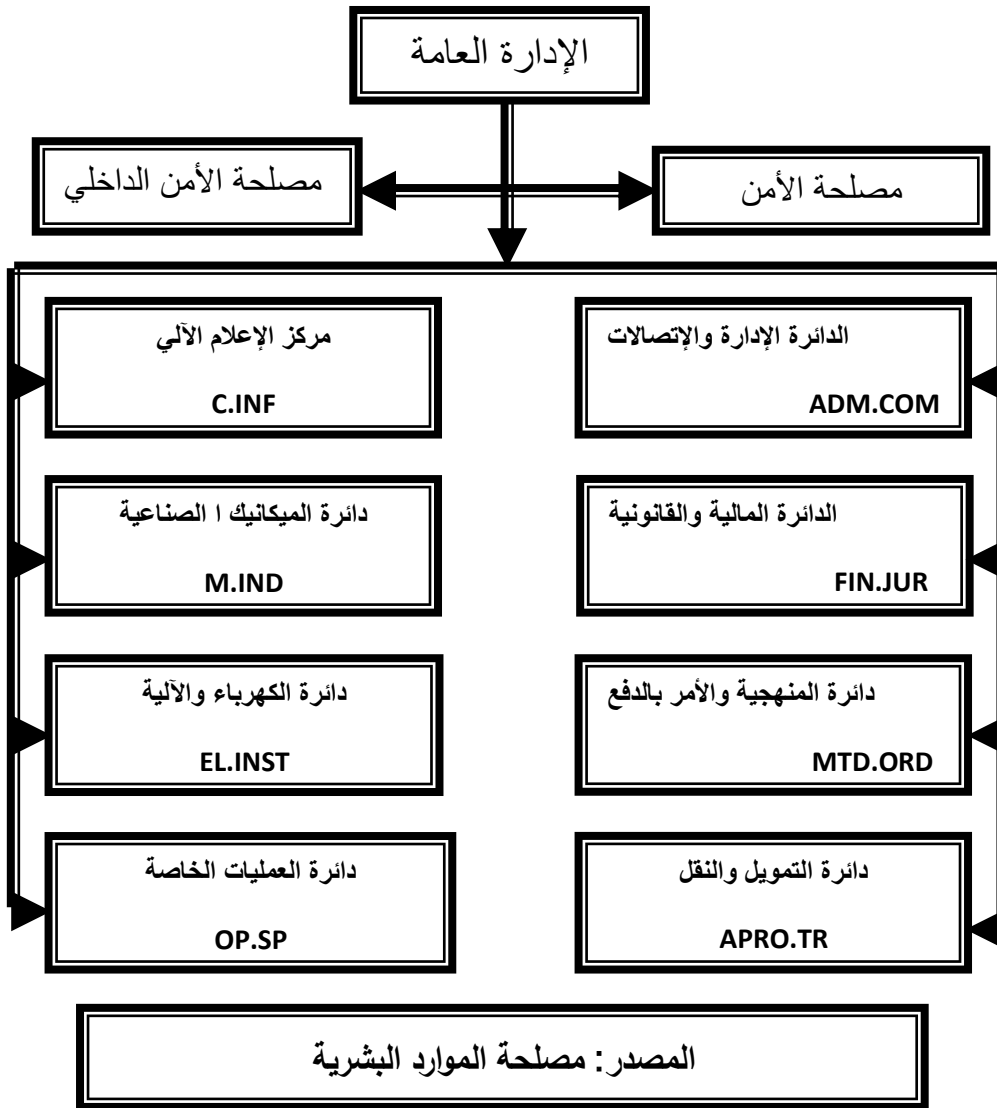 الإدارة العامة
مصلحة الأمن
مصلحة الأمن الداخلي
الدائرة الإدارة والإتصالات
ADM.COM
مركز الإعلام الآلي
C.INF
الدائرة المالية والقانونية
FIN.JUR
دائرة الميكانيك ا الصناعية
M.IND
دائرة المنهجية والأمر بالدفع
MTD.ORD
دائرة الكهرباء والآلية
EL.INST
دائرة التمويل والنقل
APRO.TR
دائرة العمليات الخاصة
OP.SP
المصدر: مصلحة الموارد البشرية